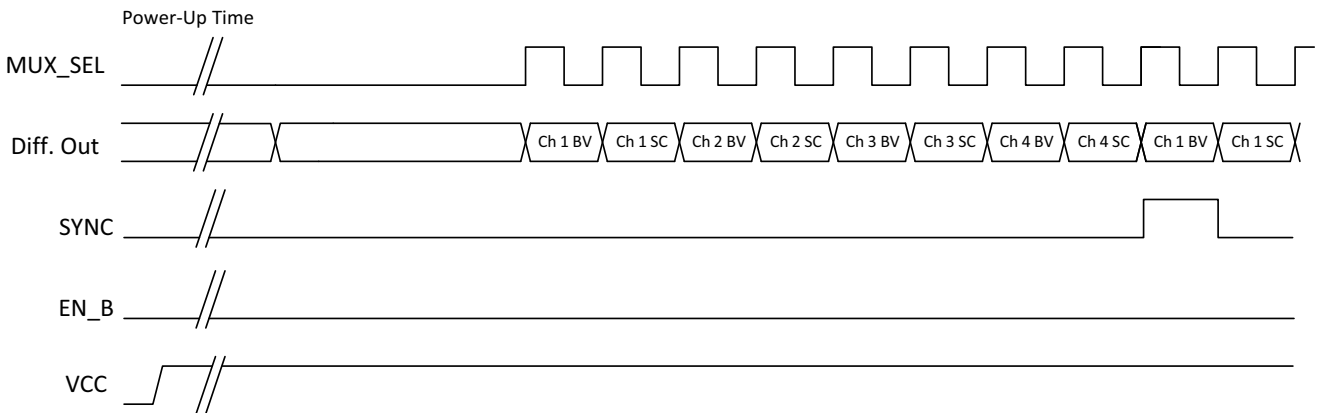 Power-Up Time
MUX_SEL
Diff. Out
Ch 1 BV
Ch 1 SC
Ch 2 BV
Ch 2 SC
Ch 3 BV
Ch 3 SC
Ch 4 BV
Ch 4 SC
Ch 1 BV
Ch 1 SC
SYNC
EN_B
VCC